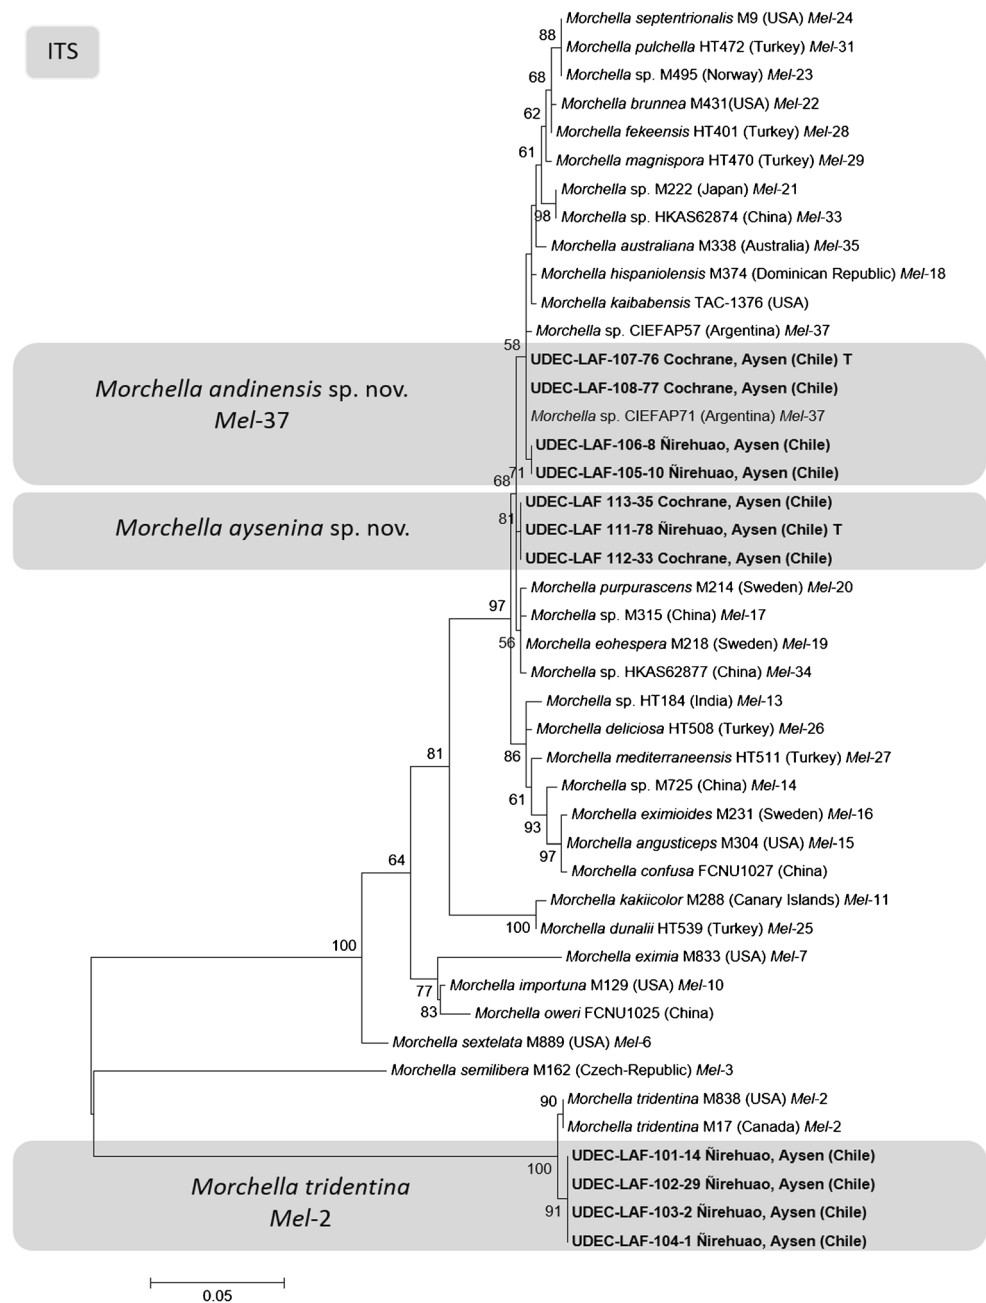 ITS
88
Morchella septentrionalis M9 (USA) Mel-24
Morchella pulchella HT472 (Turkey) Mel-31
68
Morchella sp. M495 (Norway) Mel-23
Morchella brunnea M431(USA) Mel-22
62
Morchella fekeensis HT401 (Turkey) Mel-28
61
Morchella magnispora HT470 (Turkey) Mel-29
Morchella sp. M222 (Japan) Mel-21
98
Morchella sp. HKAS62874 (China) Mel-33
Morchella australiana M338 (Australia) Mel-35
Morchella hispaniolensis M374 (Dominican Republic) Mel-18
Morchella kaibabensis TAC-1376 (USA)
Morchella sp. CIEFAP57 (Argentina) Mel-37
58
UDEC-LAF-107-76 Cochrane, Aysen (Chile) T
Morchella andinensis sp. nov.
Mel-37
UDEC-LAF-108-77 Cochrane, Aysen (Chile)
Morchella sp. CIEFAP71 (Argentina) Mel-37
UDEC-LAF-106-8 Ñirehuao, Aysen (Chile)
71
UDEC-LAF-105-10 Ñirehuao, Aysen (Chile)
68
UDEC-LAF 113-35 Cochrane, Aysen (Chile)
81
Morchella aysenina sp. nov.
UDEC-LAF 111-78 Ñirehuao, Aysen (Chile) T
UDEC-LAF 112-33 Cochrane, Aysen (Chile)
Morchella purpurascens M214 (Sweden) Mel-20
97
Morchella sp. M315 (China) Mel-17
56
Morchella eohespera M218 (Sweden) Mel-19
Morchella sp. HKAS62877 (China) Mel-34
Morchella sp. HT184 (India) Mel-13
Morchella deliciosa HT508 (Turkey) Mel-26
81
86
Morchella mediterraneensis HT511 (Turkey) Mel-27
Morchella sp. M725 (China) Mel-14
61
Morchella eximioides M231 (Sweden) Mel-16
93
Morchella angusticeps M304 (USA) Mel-15
97
64
Morchella confusa FCNU1027 (China)
Morchella kakiicolor M288 (Canary Islands) Mel-11
100
Morchella dunalii HT539 (Turkey) Mel-25
100
Morchella eximia M833 (USA) Mel-7
77
Morchella importuna M129 (USA) Mel-10
83
Morchella oweri FCNU1025 (China)
Morchella sextelata M889 (USA) Mel-6
Morchella semilibera M162 (Czech-Republic) Mel-3
90
Morchella tridentina M838 (USA) Mel-2
Morchella tridentina M17 (Canada) Mel-2
UDEC-LAF-101-14 Ñirehuao, Aysen (Chile)
100
Morchella tridentina
Mel-2
UDEC-LAF-102-29 Ñirehuao, Aysen (Chile)
91
UDEC-LAF-103-2 Ñirehuao, Aysen (Chile)
UDEC-LAF-104-1 Ñirehuao, Aysen (Chile)
0.05